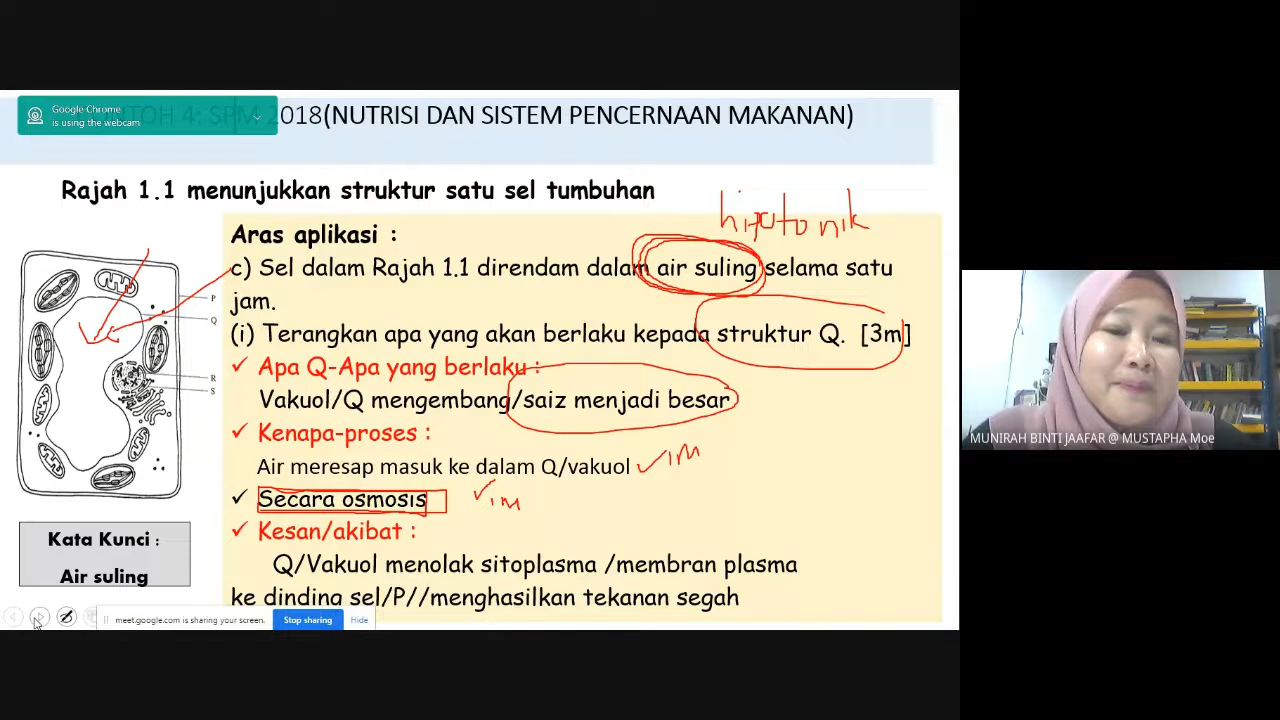 Google Chrome
is using the webcam
TOH 4: SPM 2018(NUTRISI DAN SISTEM PENCERNAAN MAKANAN)
Rajah 1.1 menunjukkan struktur satu sel tumbuhan
hipotonik
Aras aplikasi :
c) Sel dalam Rajah 1.1 direndam dalam air suling selama satu
jam.
(i) Terangkan apa yang akan berlaku kepada struktur Q. [3m]
✓ Apa Q-Apa yang berlaku :
Vakuol/Q mengembang/saiz menjadi besar
✓ Kenapa-proses :
Air meresap masuk ke dalam Q/vakuol ✓ 1M
✓ Secara osmosis ✓ 1M
✓ Kesan/akibat :
Q/Vakuol menolak sitoplasma /membran plasma
ke dinding sel/P//menghasilkan tekanan segah
P
Q
R
S
Kata Kunci :
Air suling
meet.google.com is sharing your screen. Stop sharing Hide
MUNIRAH BINTI JAAFAR @ MUSTAPHA Moe